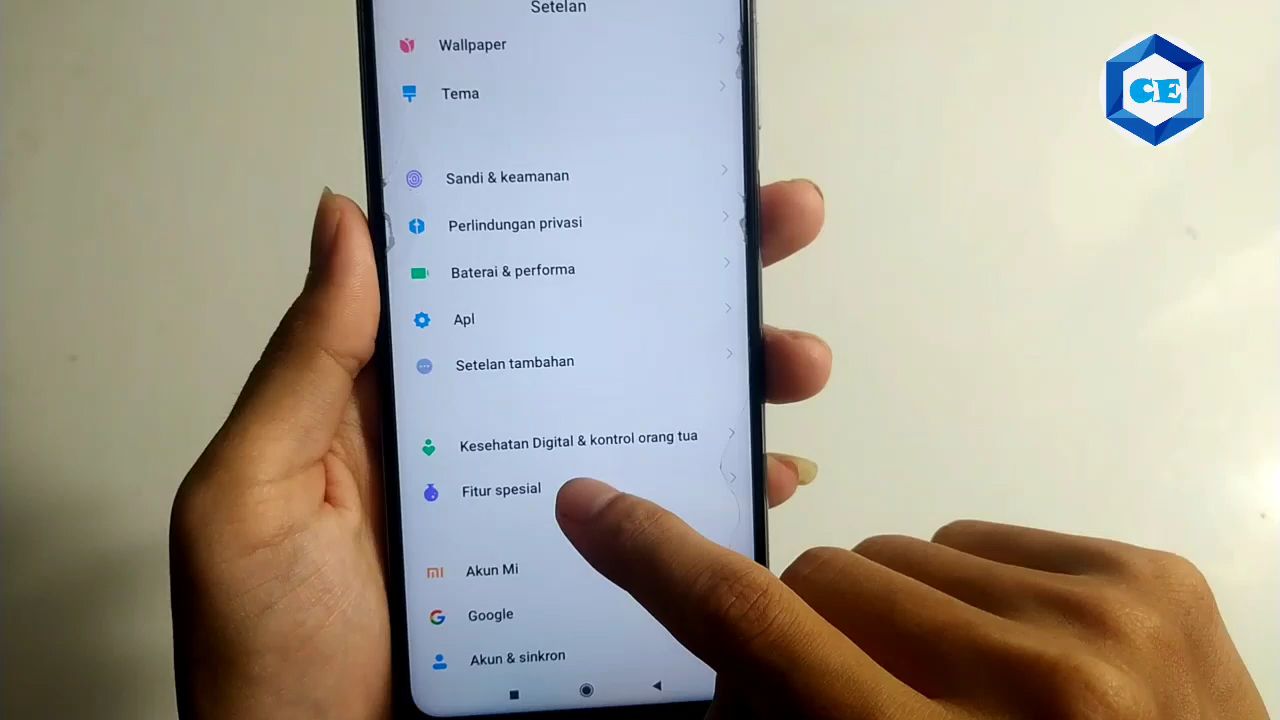 Setelan
Wallpaper
Tema
Sandi & keamanan
Perlindungan privasi
Baterai & performa
Apl
Setelan tambahan
Kesehatan Digital & kontrol orang tua
Fitur spesial
Akun Mi
Google
Akun & sinkron
CE